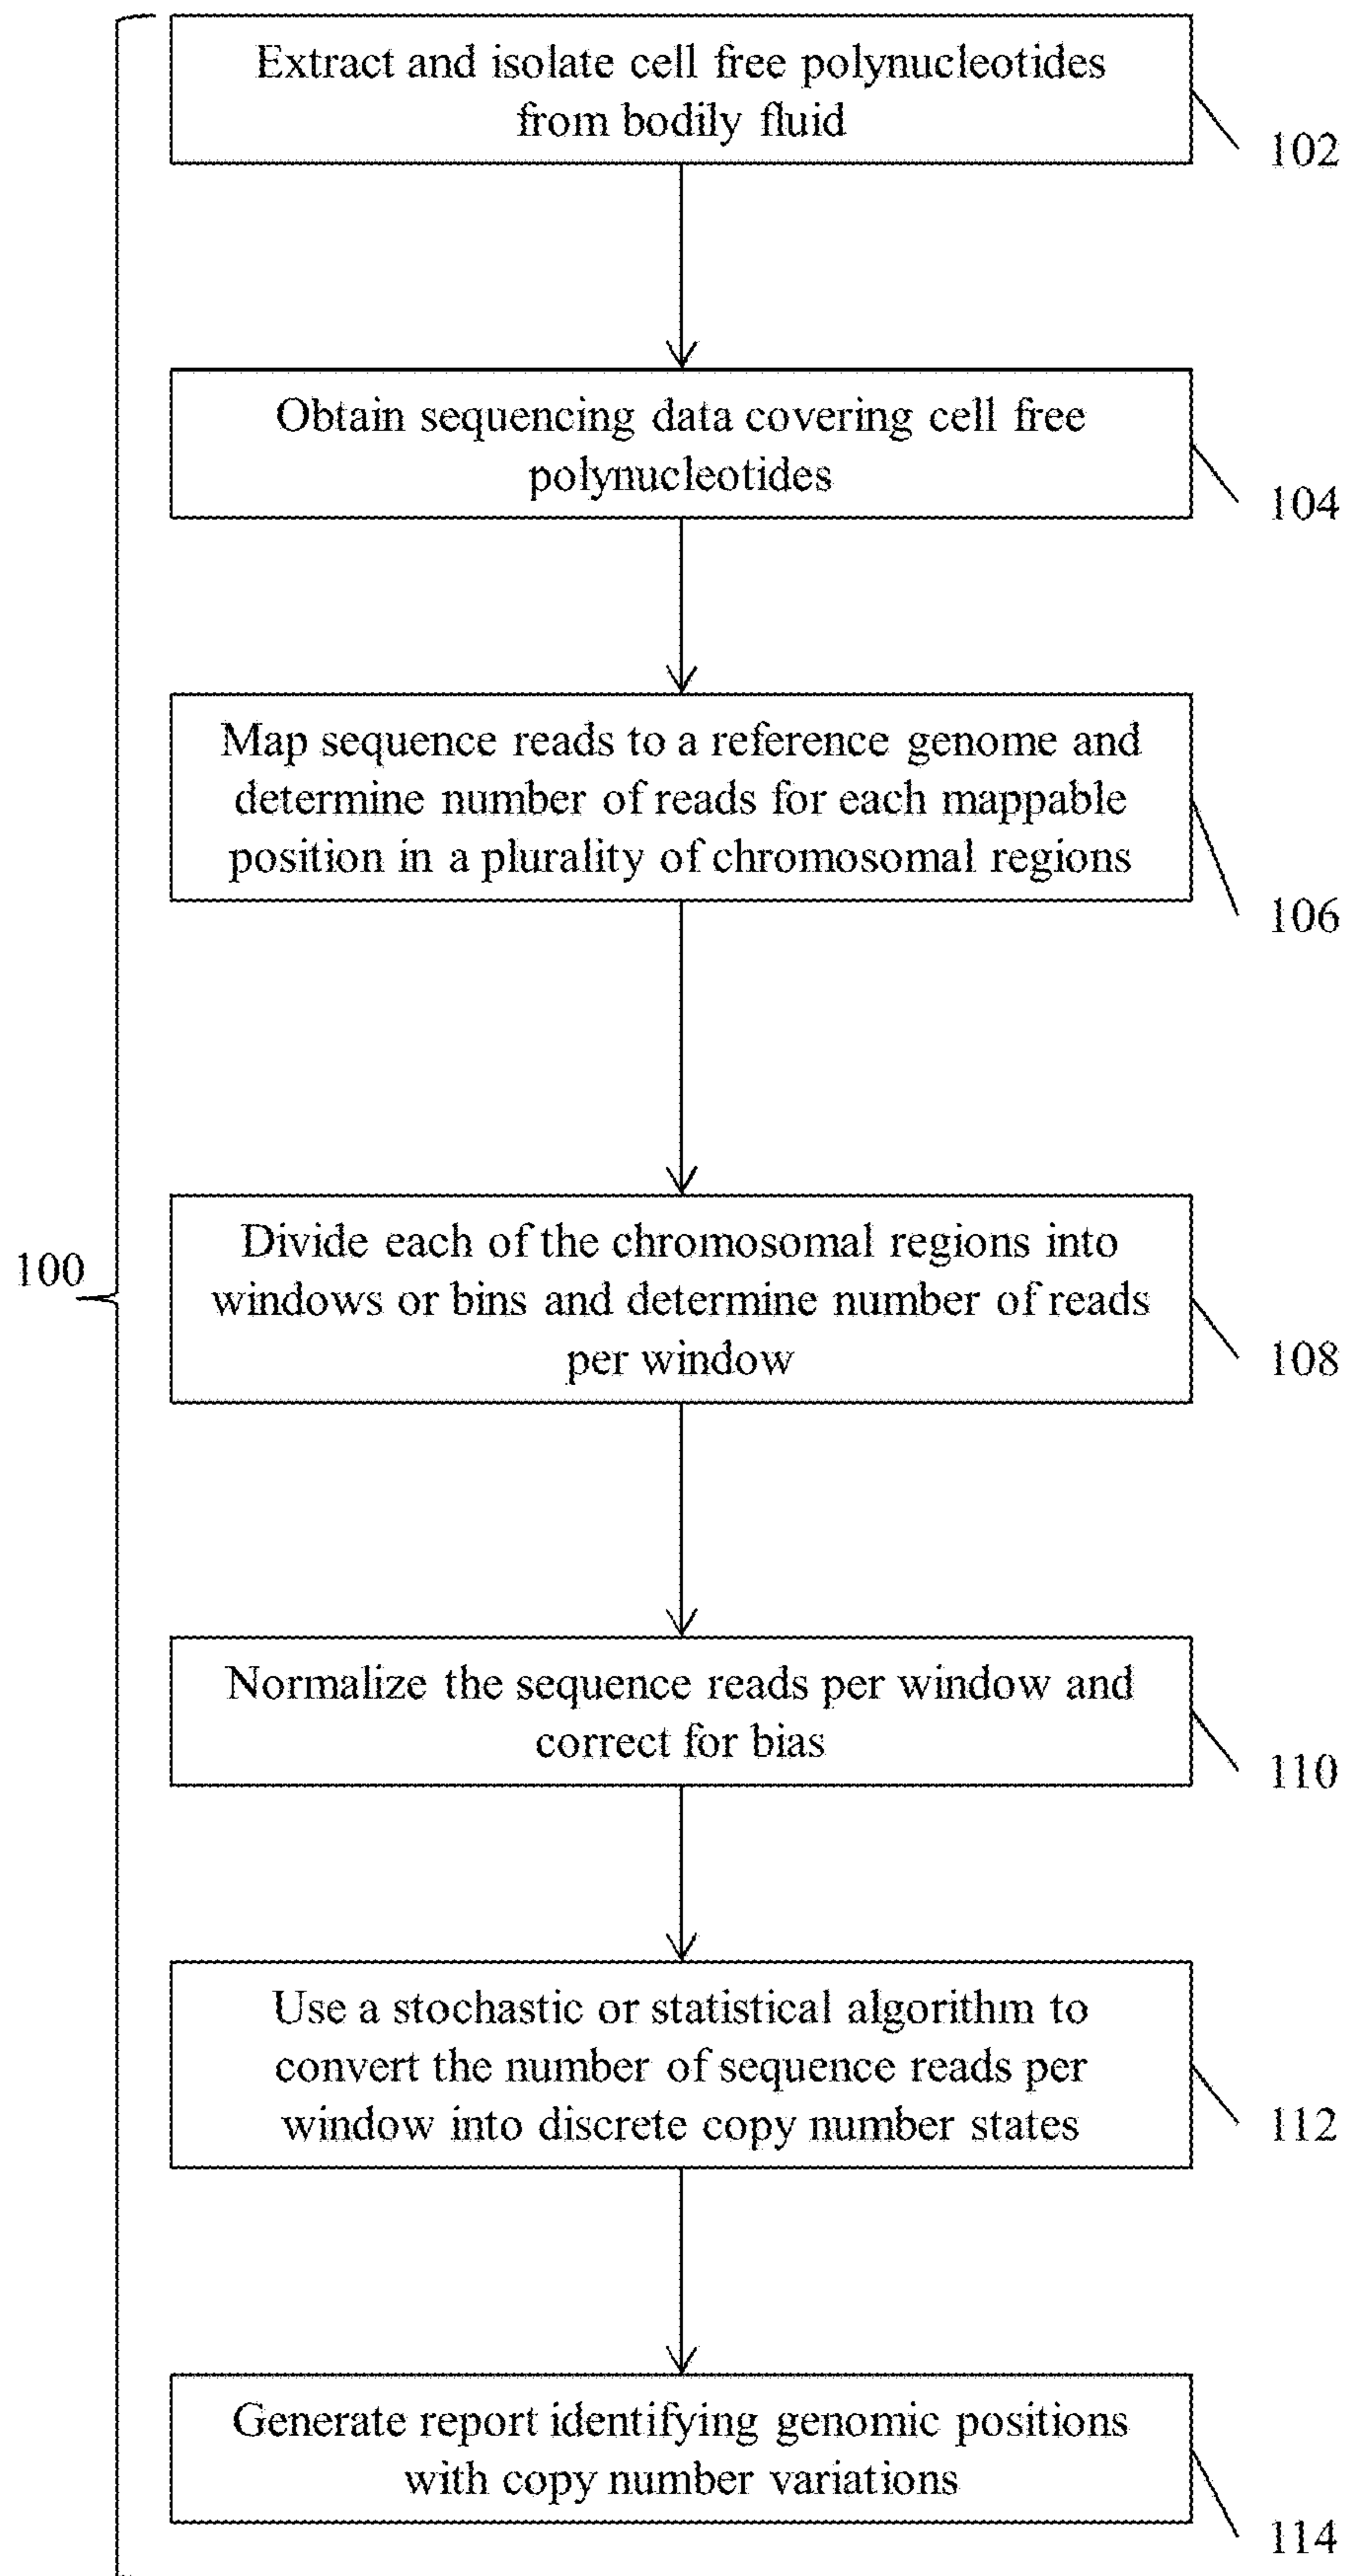 Extract and isolate cell free polynucleotides
from bodily fluid
102
Obtain sequencing data covering cell free
polynucleotides
104
Map sequence reads to a reference genome and
determine number of reads for each mappable
position in a plurality of chromosomal regions
106
100
Divide each of the chromosomal regions into
windows or bins and determine number of reads
per window
108
Normalize the sequence reads per window and
correct for bias
110
Use a stochastic or statistical algorithm to
convert the number of sequence reads per
window into discrete copy number states
112
Generate report identifying genomic positions
with copy number variations
114